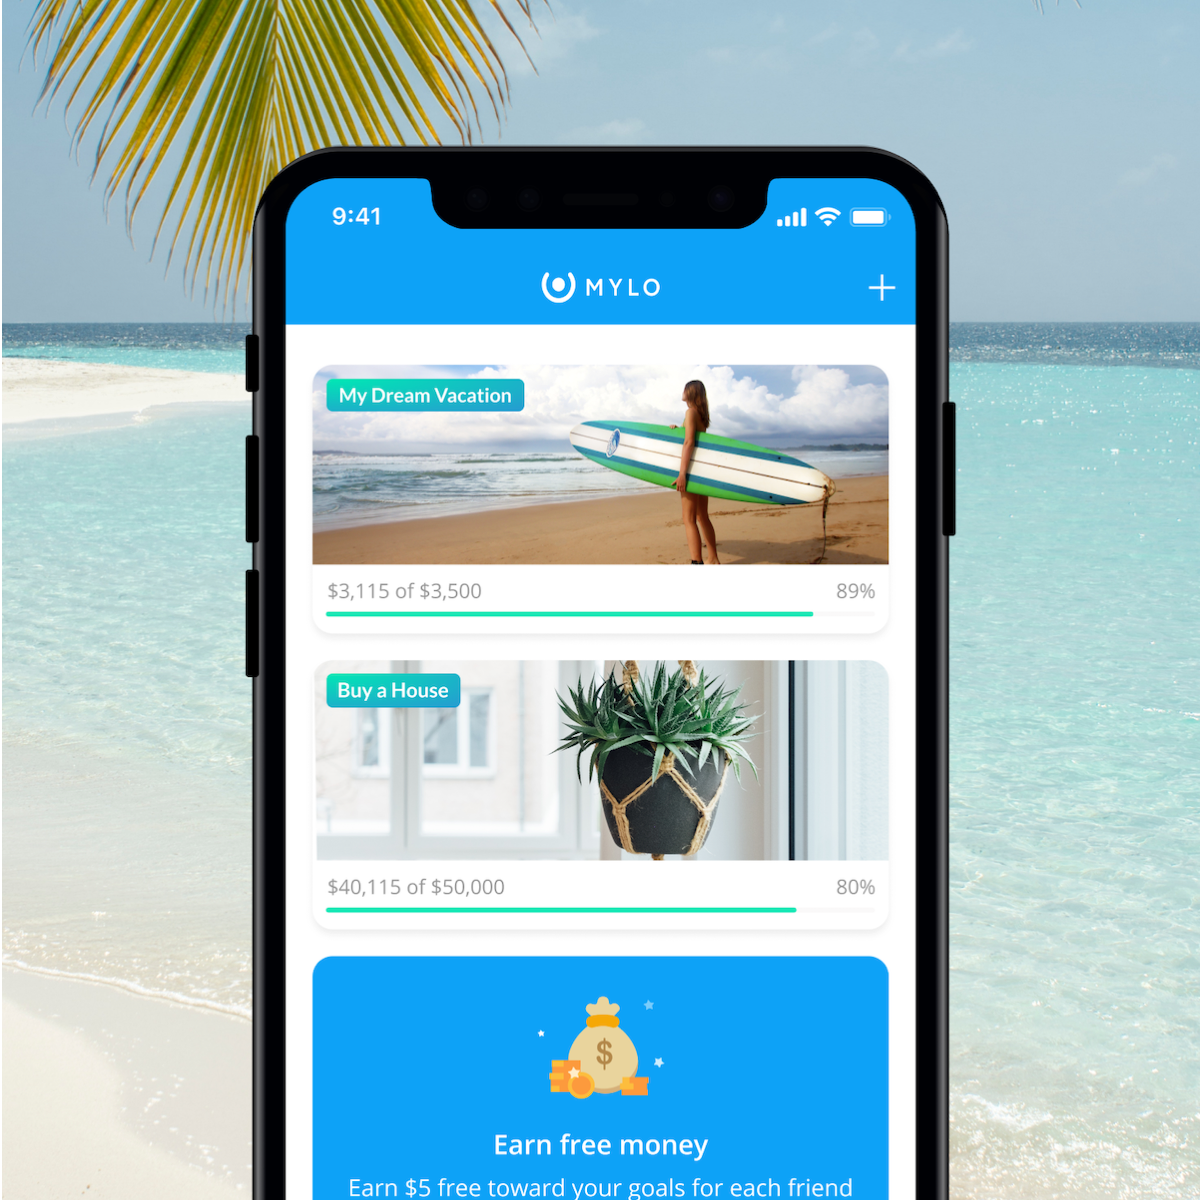 9:41
MYLO
My Dream Vacation
$3,115 of $3,500 89%
Buy a House
$40,115 of $50,000 80%
$
Earn free money
Earn $5 free toward your goals for each friend